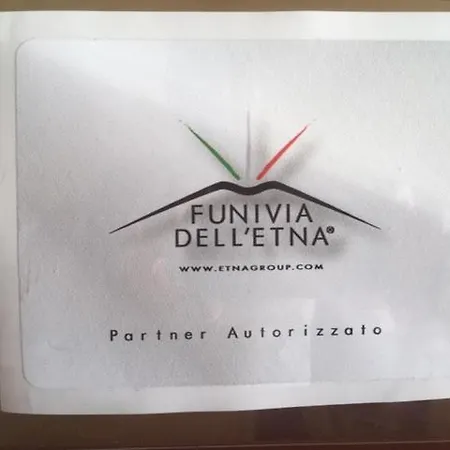 FUNIVIA
DELL'ETNA®
WWW.ETNAGROUP.COM
Partner Autorizzato